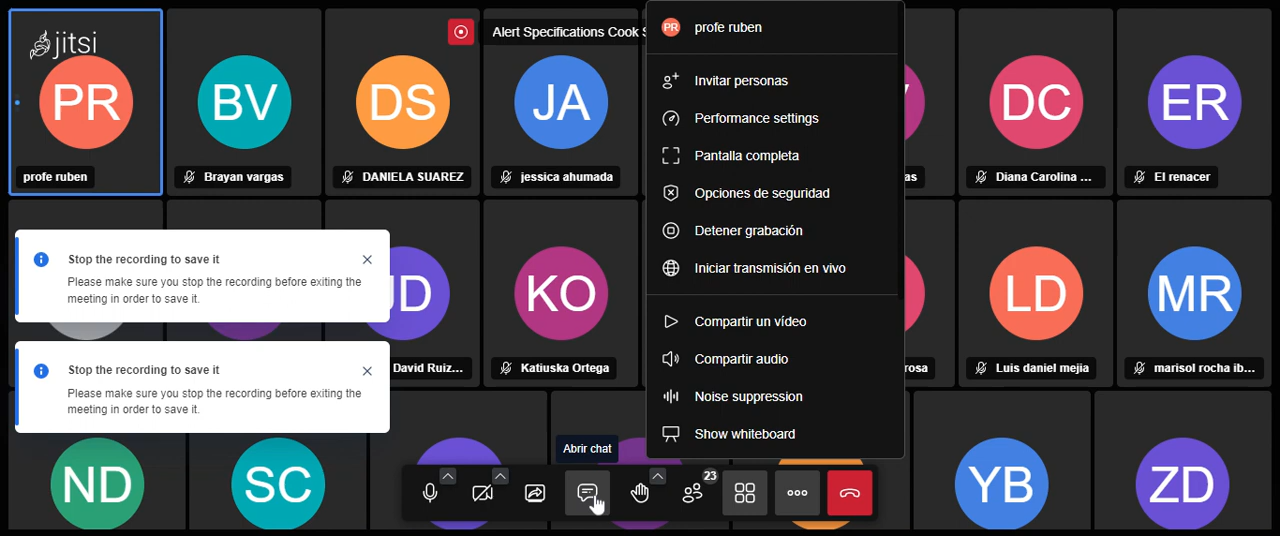 jitsi
Alert Specifications Cook
profe ruben
PR
BV
DS
JA
DC
ER
profe ruben
Brayan vargas
DANIELA SUAREZ
jessica ahumada
as
Diana Carolina ...
El renacer
Invitar personas
Performance settings
Pantalla completa
Opciones de seguridad
Detener grabación
Iniciar transmisión en vivo
Compartir un vídeo
Compartir audio
Noise suppression
Show whiteboard
Stop the recording to save it
Please make sure you stop the recording before exiting the
meeting in order to save it.
KO
LD
MR
David Ruiz...
Katiuska Ortega
rosa
Luis daniel mejia
marisol rocha ib...
Stop the recording to save it
Please make sure you stop the recording before exiting the
meeting in order to save it.
Abrir chat
ND
SC
YB
ZD
23